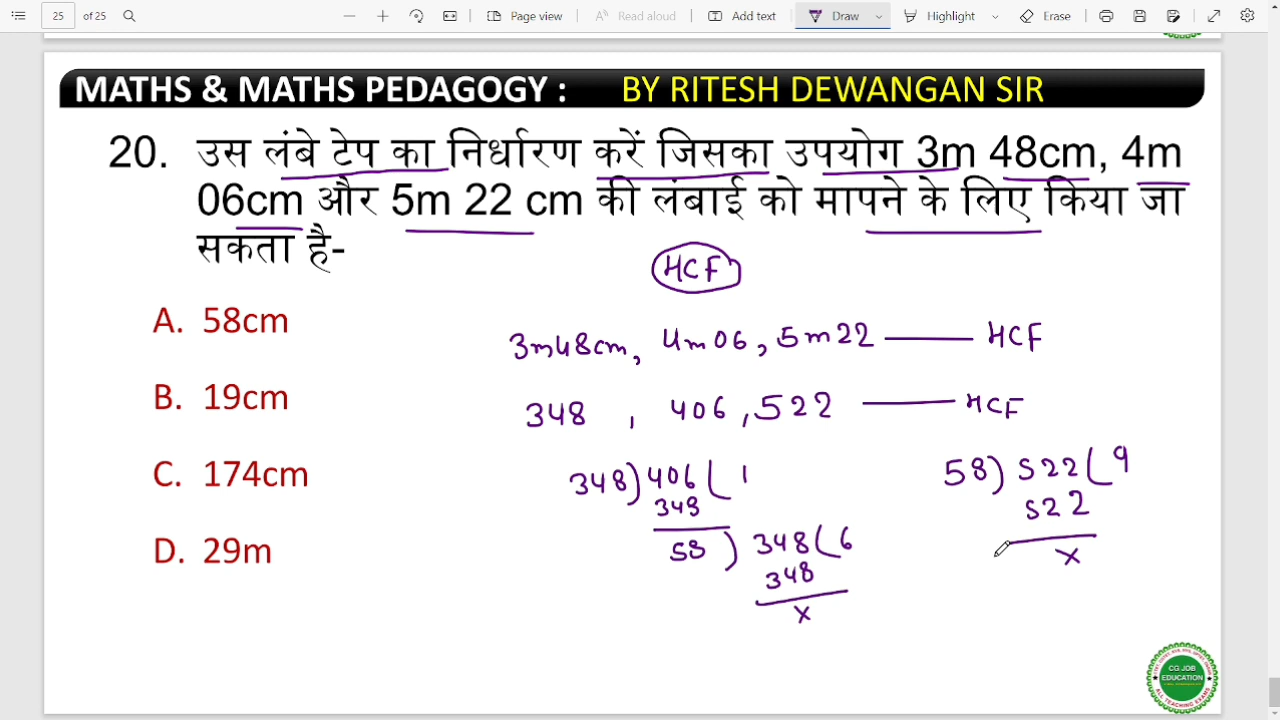 25 of 25 Page view Read aloud Add text Draw Highlight Erase
MATHS & MATHS PEDAGOGY : BY RITESH DEWANGAN SIR
20. उस लंबे टेप का निर्धारण करें जिसका उपयोग 3m 48cm, 4m
06cm और 5m 22 cm की लंबाई को मापने के लिए किया जा
सकता है-
HCF
A. 58cm
3m48cm, 4m06, 5m22 —— HCF
B. 19cm
348 , 406 , 522 —— HCF
C. 174cm
348) 406 ( 1
348
58 ) 348 ( 6
348
x
58) 522 ( 9
522
x
D. 29m
CG JOB
EDUCATION
ALL TEACHING EXAMS